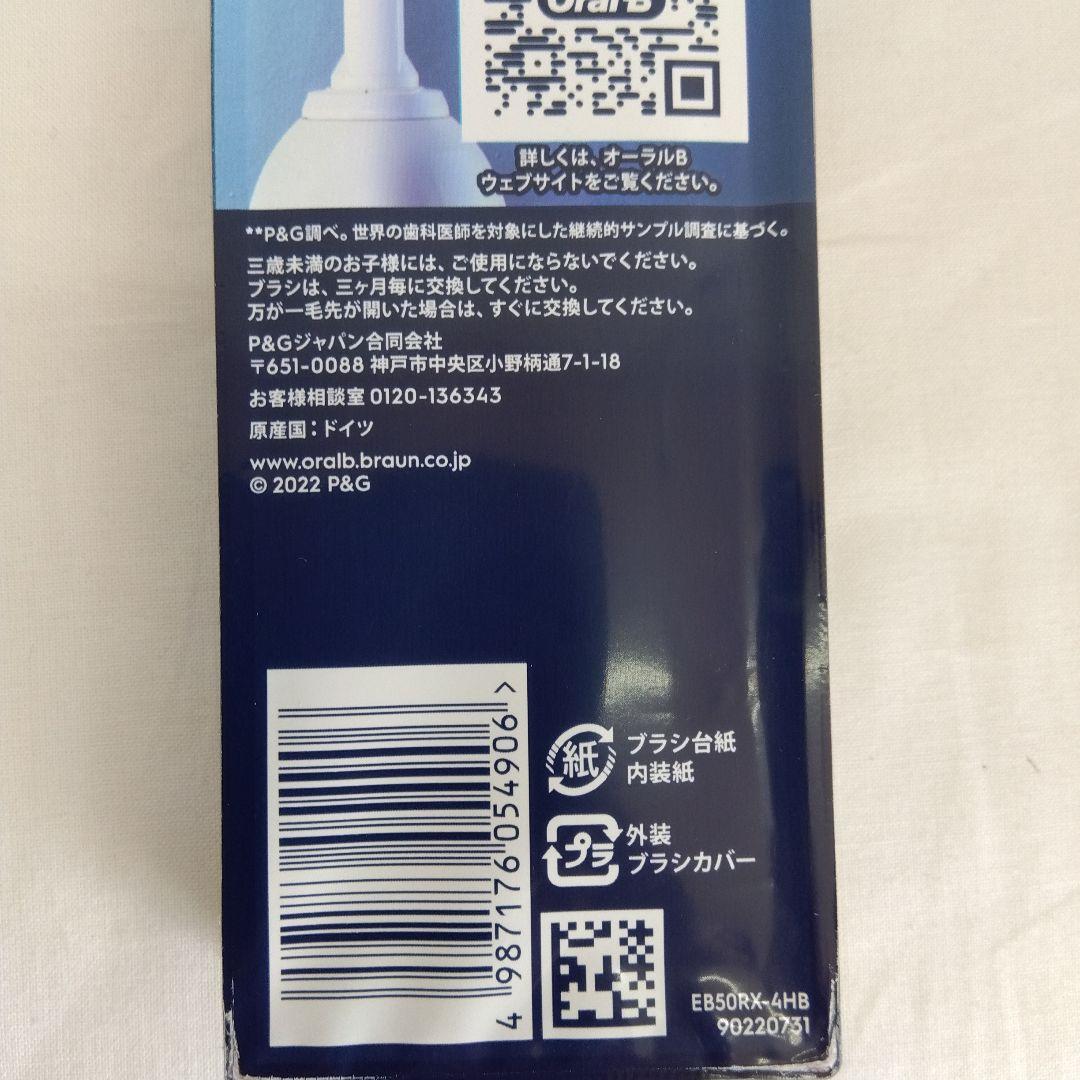 Oral-B
詳しくは、オーラルB
ウェブサイトをご覧ください。
**P&G調べ。世界の歯科医師を対象にした継続的サンプル調査に基づく。
三歳未満のお子様には、ご使用にならないでください。
ブラシは、三ヶ月毎に交換してください。
万が一毛先が開いた場合は、すぐに交換してください。
P&Gジャパン合同会社
〒651-0088 神戸市中央区小野柄通7-1-18
お客様相談室 0120-136343
原産国：ドイツ
www.oralb.braun.co.jp
© 2022 P&G
4 987176 054906 >
紙
ブラシ台紙
内装紙
プラ
外装
ブラシカバー
EB50RX-4HB
90220731